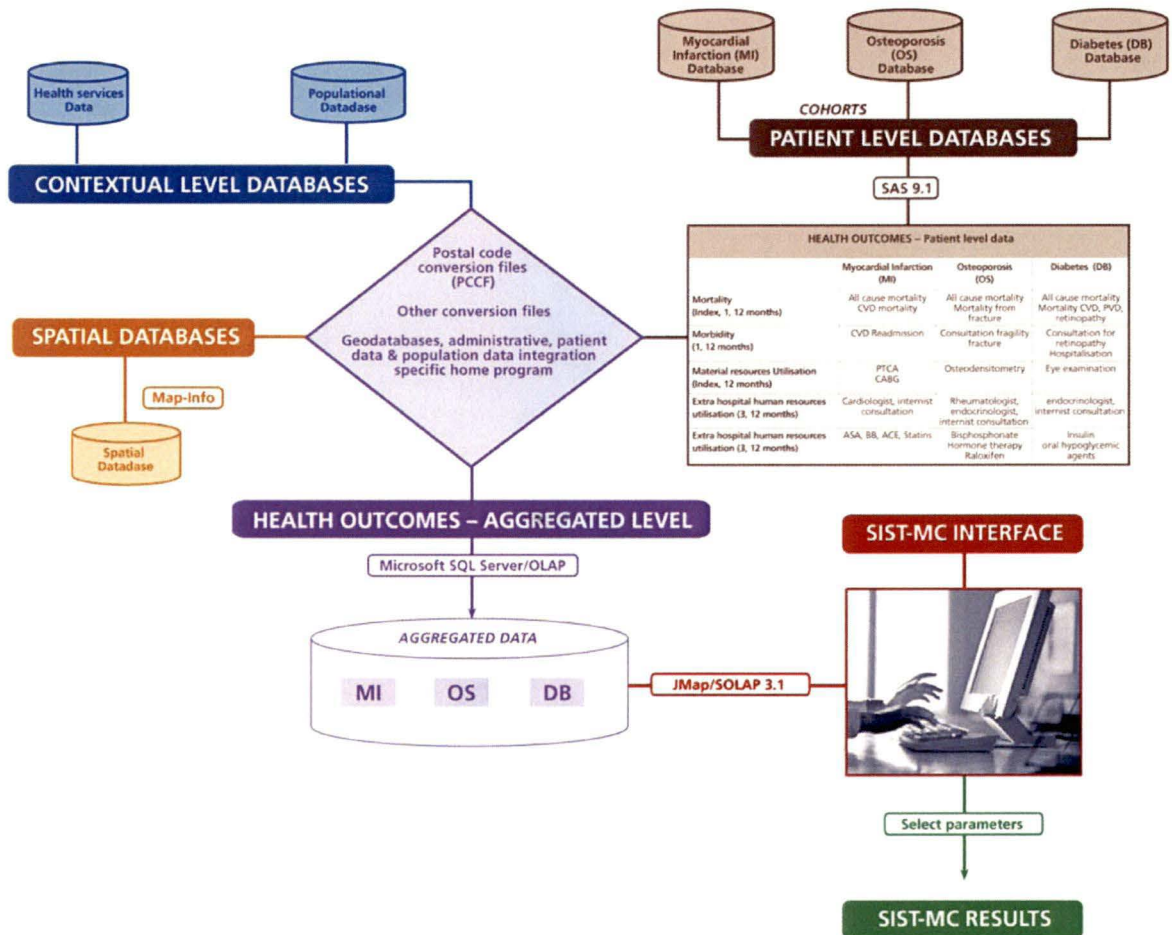 Myocardial
Infarction (MI)
Database
Osteoporosis
(OS)
Database
Diabetes (DB)
Database
Health services
Data
Populational
Datadase
COHORTS
PATIENT LEVEL DATABASES
CONTEXTUAL LEVEL DATABASES
SAS 9.1
HEALTH OUTCOMES – Patient level data
Myocardial Infarction
(MI)
Osteoporosis
(OS)
Diabetes (DB)
Mortality
(Index, 1, 12 months)
All cause mortality
CVD mortality
All cause mortality
Mortality from
fracture
All cause mortality
Mortality CVD, PVD,
retinopathy
Morbidity
(1, 12 months)
CVD Readmission
Consultation fragility
fracture
Consultation for
retinopathy
Hospitalisation
Material resources Utilisation
(Index, 12 months)
PTCA
CABG
Osteodensitometry
Eye examination
Extra hospital human resources
utilisation (3, 12 months)
Cardiologist, internist
consultation
Rheumatologist,
endocrinologist,
internist consultation
endocrinologist,
internist consultation
Extra hospital human resources
utilisation (3, 12 months)
ASA, BB, ACE, Statins
Bisphosphonate
Hormone therapy
Raloxifen
Insulin
oral hypoglycemic
agents
Postal code
conversion files
(PCCF)
Other conversion files
Geodatabases, administrative, patient
data & population data integration
specific home program
SPATIAL DATABASES
Map-Info
Spatial
Datadase
HEALTH OUTCOMES – AGGREGATED LEVEL
Microsoft SQL Server/OLAP
AGGREGATED DATA
MI OS DB
JMap/SOLAP 3.1
SIST-MC INTERFACE
Select parameters
SIST-MC RESULTS